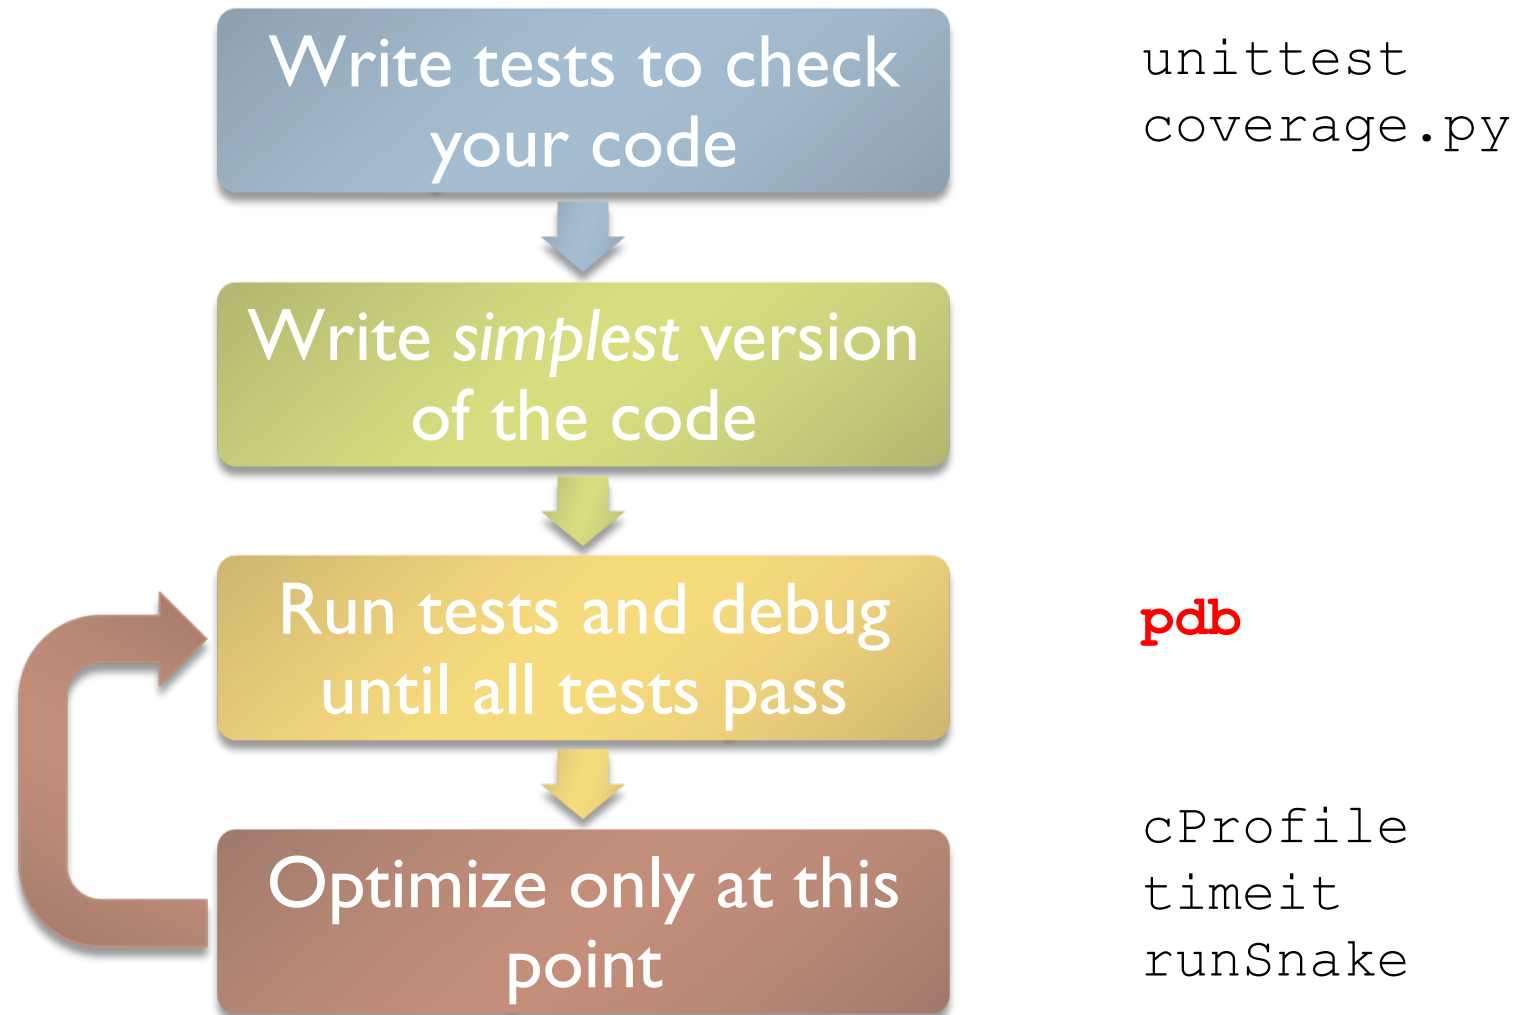 Write tests to check
your code
unittest
coverage.py
Write simplest version
of the code
Run tests and debug
until all tests pass
pdb
Optimize only at this
point
cProfile
timeit
runSnake